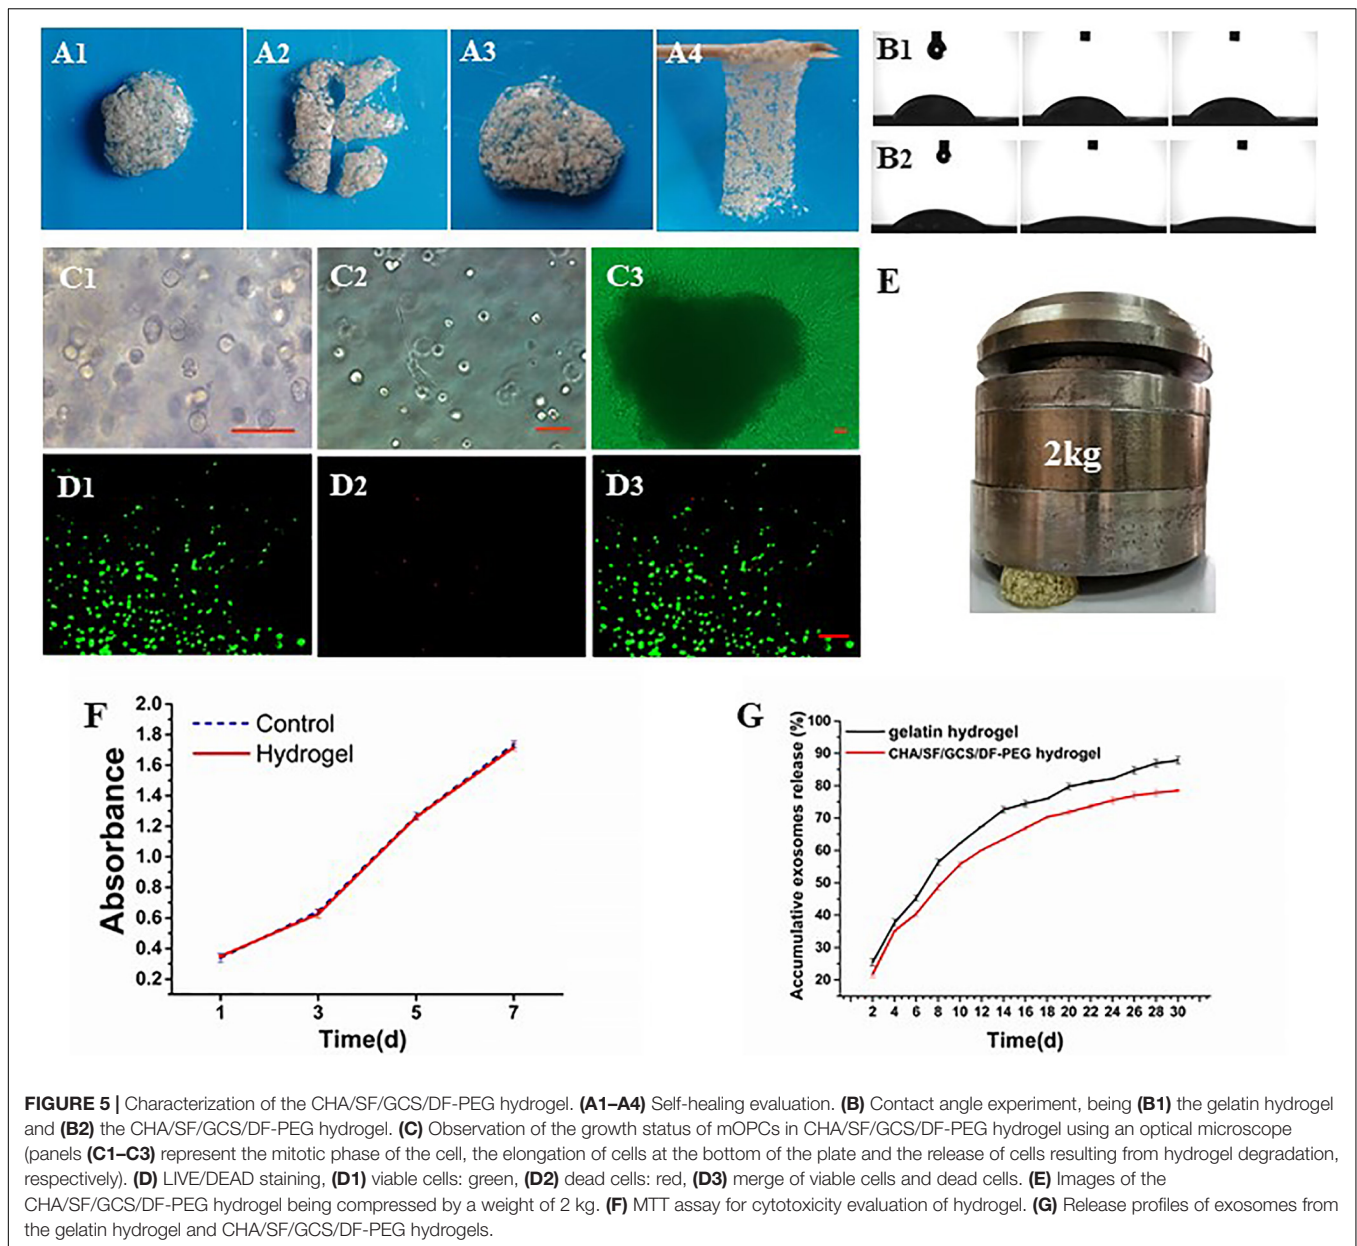 A1
A2
A3
A4
B1
B2
C1
C2
C3
D1
D2
D3
E
2kg
F
Control
Hydrogel
Absorbance
2.0
1.8
1.6
1.4
1.2
1.0
0.8
0.6
0.4
0.2
1 3 5 7
Time(d)
G
gelatin hydrogel
CHA/SF/GCS/DF-PEG hydrogel
Accumulative exosomes release (%)
100
90
80
70
60
50
40
30
20
2 4 6 8 10 12 14 16 18 20 22 24 26 28 30
Time(d)
FIGURE 5 | Characterization of the CHA/SF/GCS/DF-PEG hydrogel. (A1–A4) Self-healing evaluation. (B) Contact angle experiment, being (B1) the gelatin hydrogel
and (B2) the CHA/SF/GCS/DF-PEG hydrogel. (C) Observation of the growth status of mOPCs in CHA/SF/GCS/DF-PEG hydrogel using an optical microscope
(panels (C1–C3) represent the mitotic phase of the cell, the elongation of cells at the bottom of the plate and the release of cells resulting from hydrogel degradation,
respectively). (D) LIVE/DEAD staining, (D1) viable cells: green, (D2) dead cells: red, (D3) merge of viable cells and dead cells. (E) Images of the
CHA/SF/GCS/DF-PEG hydrogel being compressed by a weight of 2 kg. (F) MTT assay for cytotoxicity evaluation of hydrogel. (G) Release profiles of exosomes from
the gelatin hydrogel and CHA/SF/GCS/DF-PEG hydrogels.